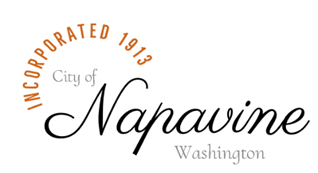 INCORPORATED 1913
City of
Napavine
Washington